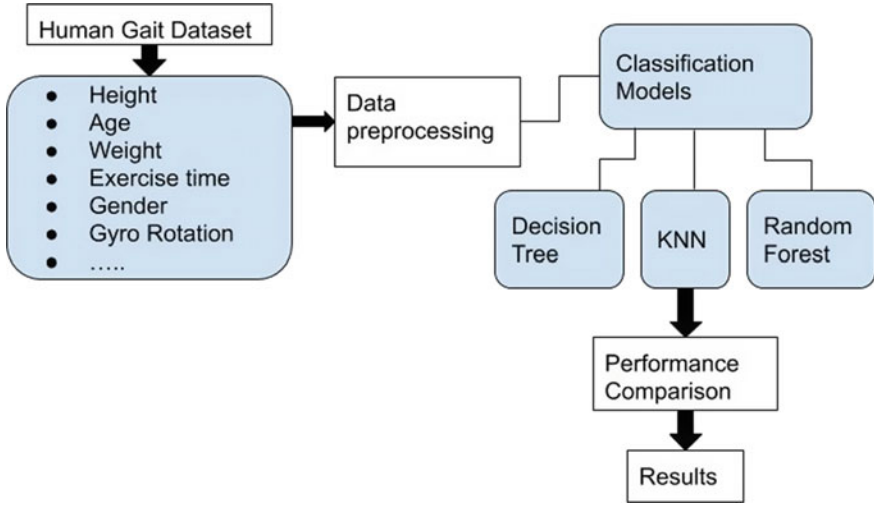 Human Gait Dataset
● Height
● Age
● Weight
● Exercise time
● Gender
● Gyro Rotation
● .....
Data
preprocessing
Classification
Models
Decision
Tree
KNN
Random
Forest
Performance
Comparison
Results